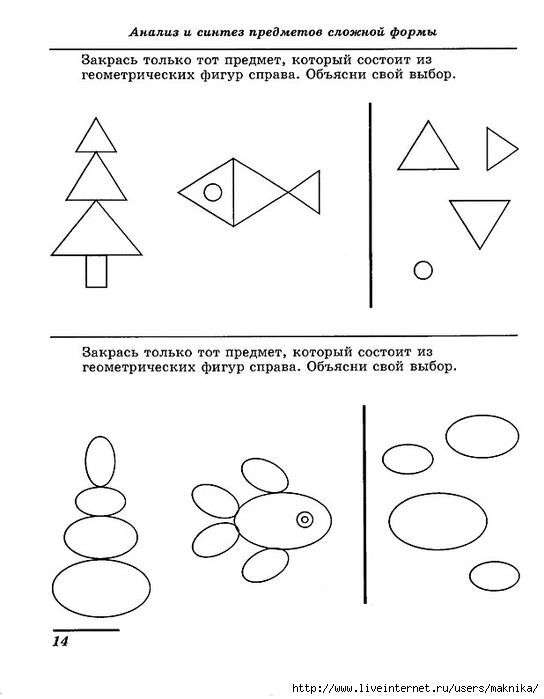 Анализ и синтез предметов сложной формы
Закрась только тот предмет, который состоит из
геометрических фигур справа. Объясни свой выбор.
Закрась только тот предмет, который состоит из
геометрических фигур справа. Объясни свой выбор.
14
http://www.liveinternet.ru/users/maknika/